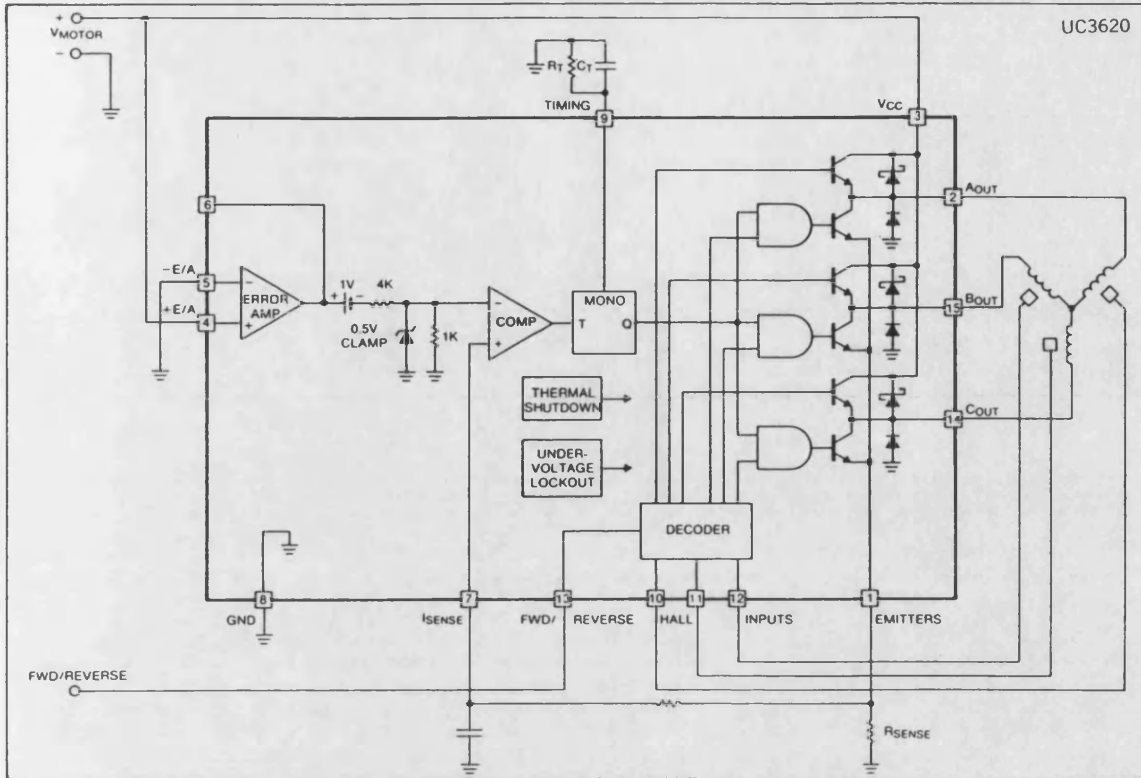 UC3620
+
VMOTOR
-
RT CT
TIMING
VCC
9
3
6
2 AOUT
-E/A 5
+E/A 4
-
+
ERROR AMP
+ 1V -
4K
0.5V CLAMP
1K
-
+
COMP
MONO
T Q
15 BOUT
THERMAL SHUTDOWN
14 COUT
UNDER-VOLTAGE LOCKOUT
DECODER
8
7
13
10
11
12
1
GND
ISENSE
FWD/ REVERSE
HALL INPUTS
EMITTERS
FWD/REVERSE
RSENSE